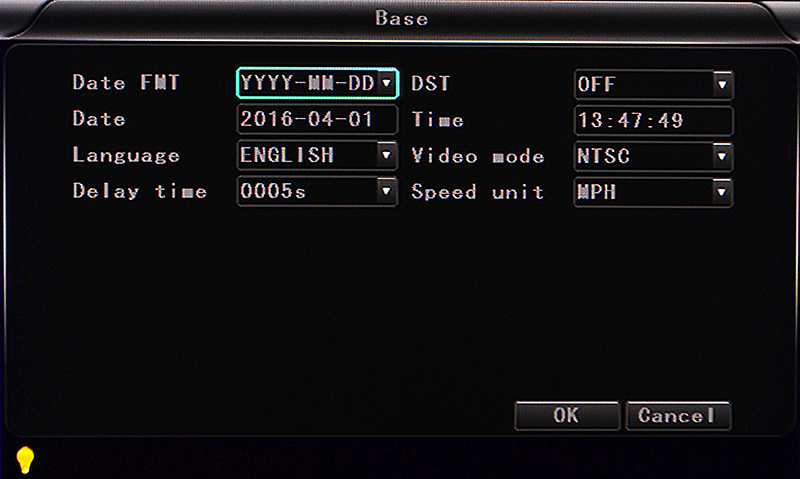 Base
Date FMT YYYY-MM-DD DST OFF
Date 2016-04-01 Time 13:47:49
Language ENGLISH Video mode NTSC
Delay time 0005s Speed unit MPH
OK Cancel